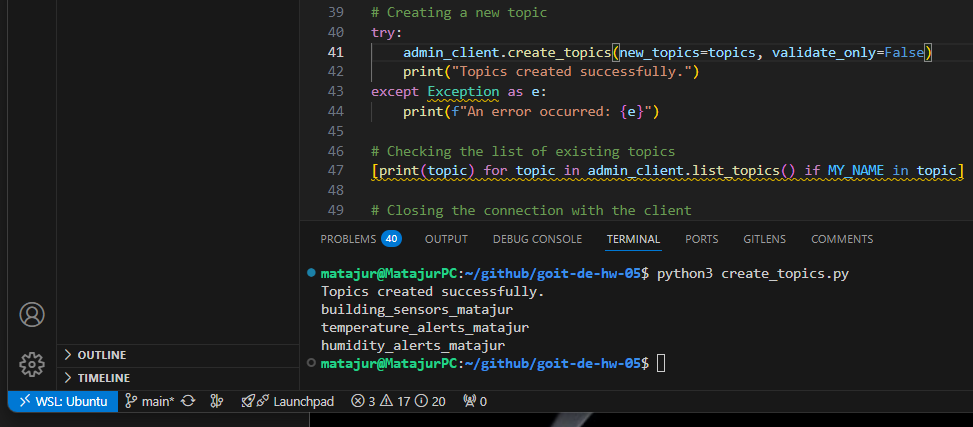 39 # Creating a new topic
40 try:
41 admin_client.create_topics(new_topics=topics, validate_only=False)
42 print("Topics created successfully.")
43 except Exception as e:
44 print(f"An error occurred: {e}")
45
46 # Checking the list of existing topics
47 [print(topic) for topic in admin_client.list_topics() if MY_NAME in topic]
48
49 # Closing the connection with the client
PROBLEMS 40 OUTPUT DEBUG CONSOLE TERMINAL PORTS GITLENS COMMENTS
matajur@MatajurPC:~/github/goit-de-hw-05$ python3 create_topics.py
Topics created successfully.
building_sensors_matajur
temperature_alerts_matajur
humidity_alerts_matajur
matajur@MatajurPC:~/github/goit-de-hw-05$
OUTLINE
TIMELINE
WSL: Ubuntu main* Launchpad 3 17 20 0